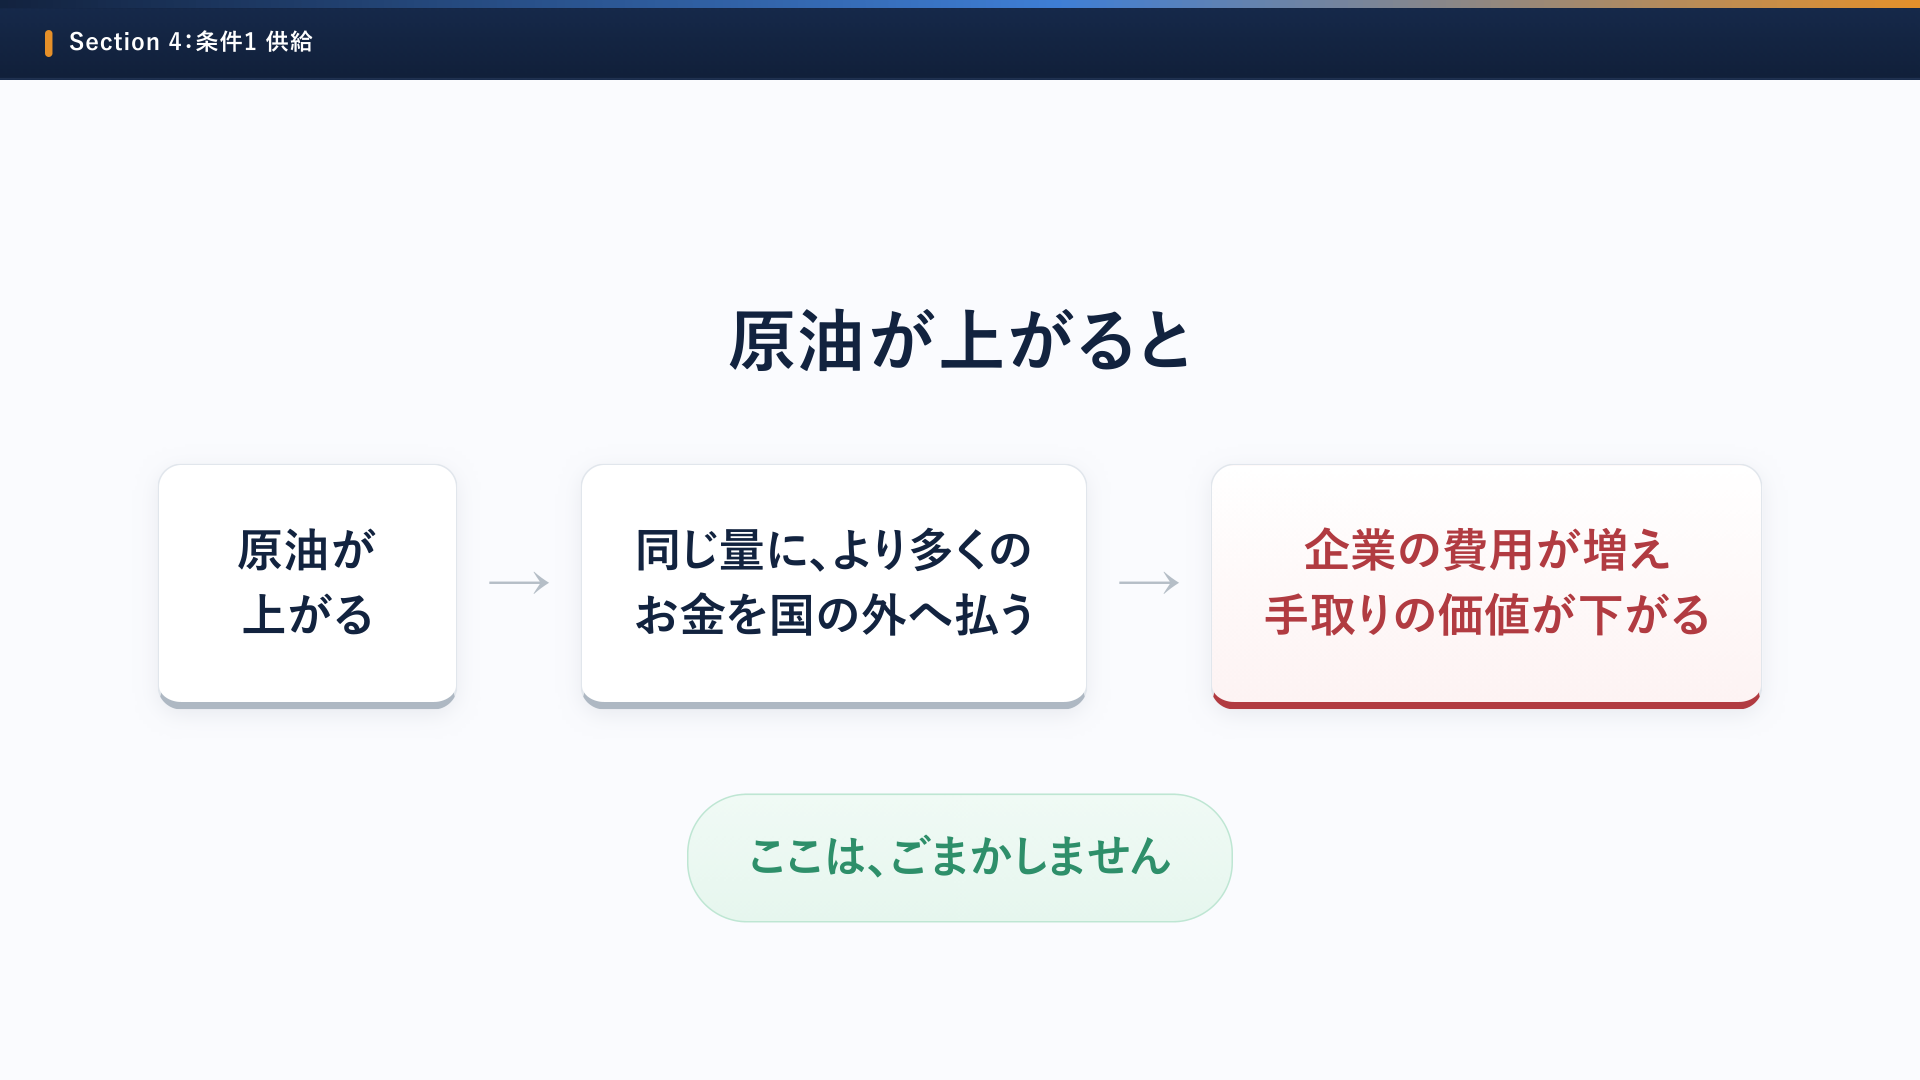 Section 4：条件1 供給
原油が上がると
原油が
上がる
同じ量に、より多くの
お金を国の外へ払う
企業の費用が増え
手取りの価値が下がる
ここは、ごまかしません